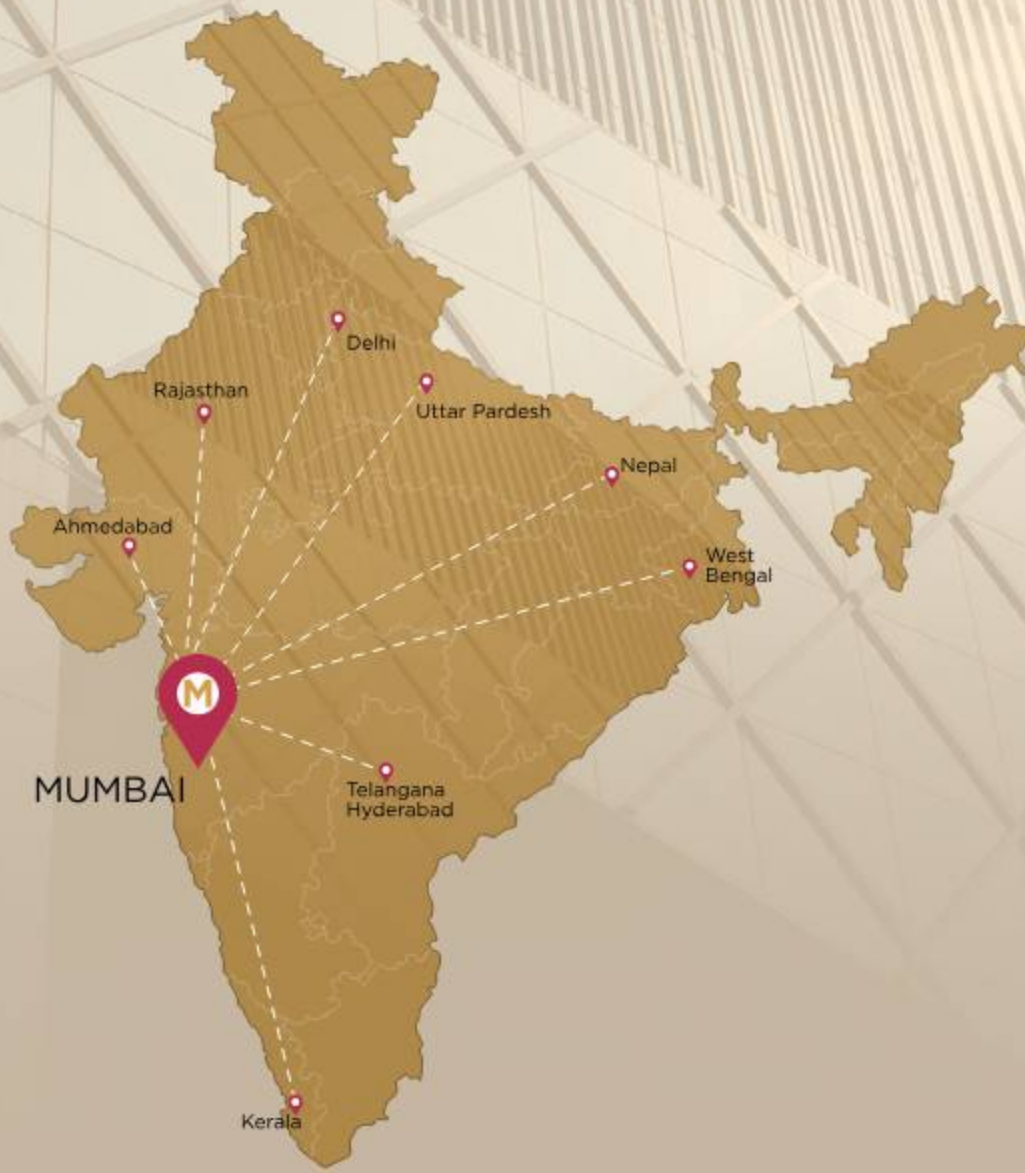 Delhi
Rajasthan
Uttar Pardesh
Nepal
Ahmedabad
West
Bengal
M
MUMBAI
Telangana
Hyderabad
Kerala